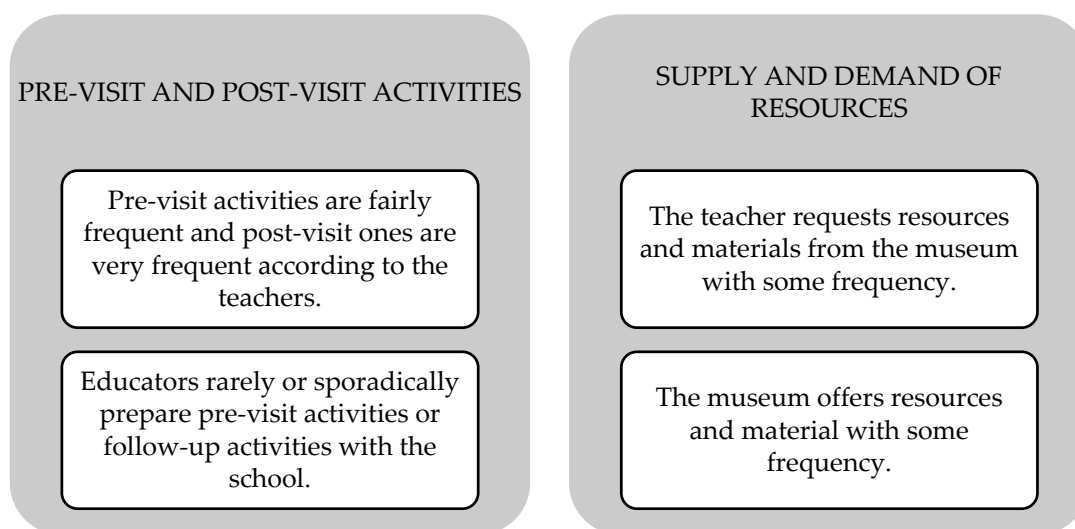 PRE-VISIT AND POST-VISIT ACTIVITIES
Pre-visit activities are fairly
frequent and post-visit ones are
very frequent according to the
teachers.
Educators rarely or sporadically
prepare pre-visit activities or
follow-up activities with the
school.
SUPPLY AND DEMAND OF
RESOURCES
The teacher requests resources
and materials from the museum
with some frequency.
The museum offers resources
and material with some
frequency.